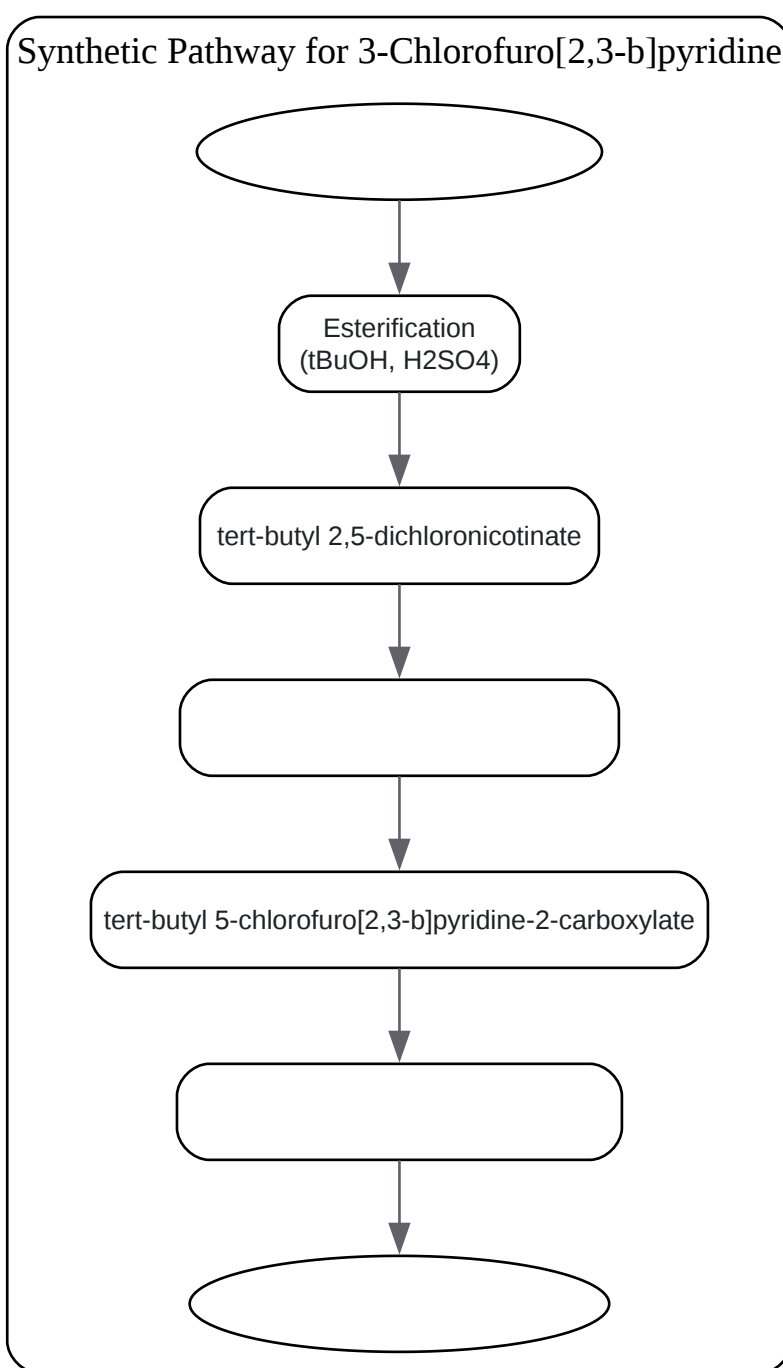 Synthetic Pathway for 3-Chlorofuro[2,3-b]pyridine
Esterification
(tBuOH, H2SO4)
tert-butyl 2,5-dichloronicotinate
tert-butyl 5-chlorofuro[2,3-b]pyridine-2-carboxylate